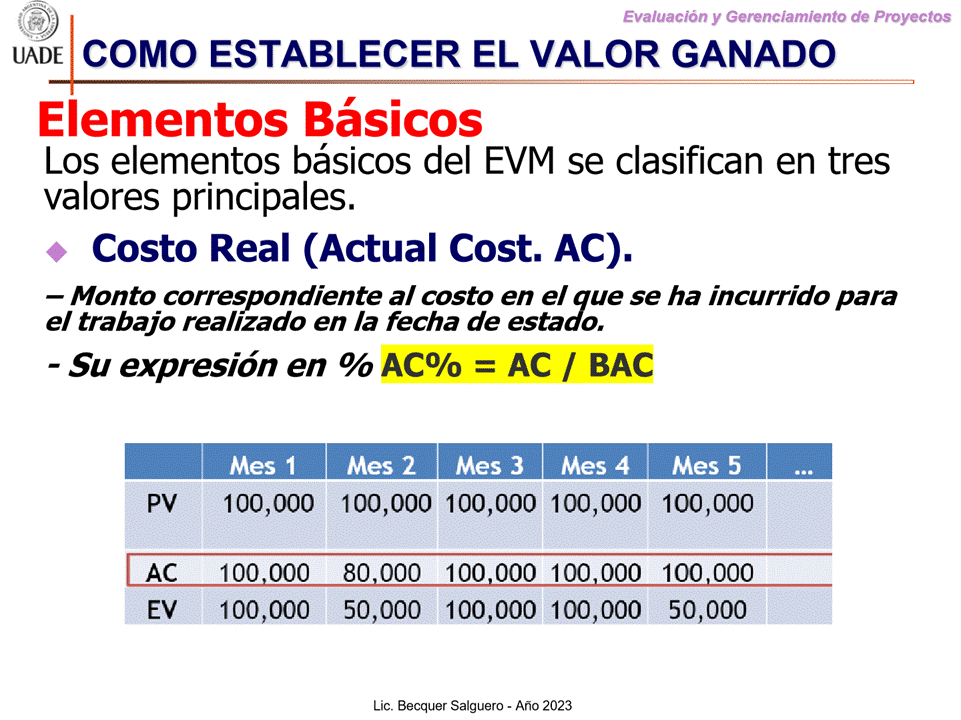 Evaluación y Gerenciamiento de Proyectos
UADE
COMO ESTABLECER EL VALOR GANADO
Elementos Básicos
Los elementos básicos del EVM se clasifican en tres
valores principales.
Costo Real (Actual Cost. AC).
– Monto correspondiente al costo en el que se ha incurrido para
el trabajo realizado en la fecha de estado.
- Su expresión en % AC% = AC / BAC
Mes 1 Mes 2 Mes 3 Mes 4 Mes 5 ...
PV 100,000 100,000 100,000 100,000 100,000
AC 100,000 80,000 100,000 100,000 100,000
EV 100,000 50,000 100,000 100,000 50,000
Lic. Becquer Salguero - Año 2023